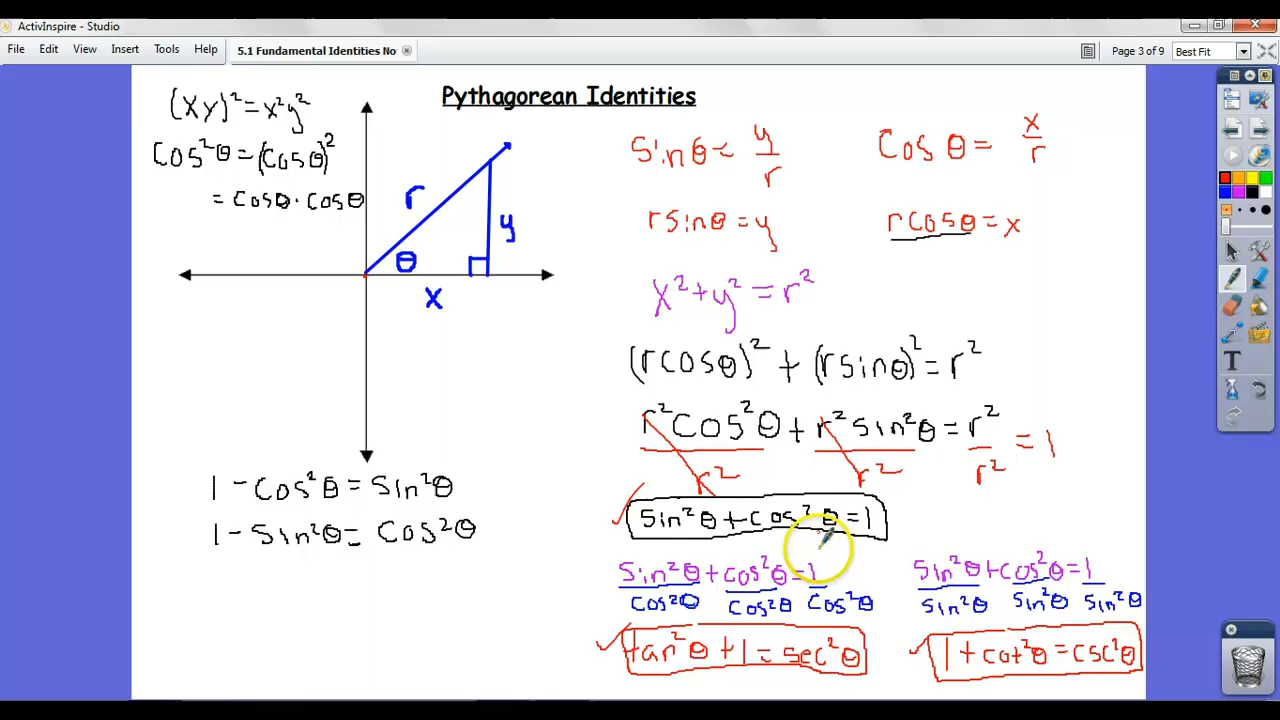 ActivInspire - Studio
File Edit View Insert Tools Help 5.1 Fundamental Identities No Page 3 of 9 Best Fit
Pythagorean Identities
(xy)² = x²y²
cos²θ = (cosθ)²
= cosθ · cosθ
r
y
θ
x
1 - cos²θ = sin²θ
1 - sin²θ = cos²θ
sinθ = y/r cosθ = x/r
rsinθ = y rcosθ = x
x² + y² = r²
(rcosθ)² + (rsinθ)² = r²
r²cos²θ + r²sin²θ = r² = 1
r² r² r²
sin²θ + cos²θ = 1
sin²θ + cos²θ = 1 sin²θ + cos²θ = 1
cos²θ cos²θ cos²θ sin²θ sin²θ sin²θ
tan²θ + 1 = sec²θ 1 + cot²θ = csc²θ
T